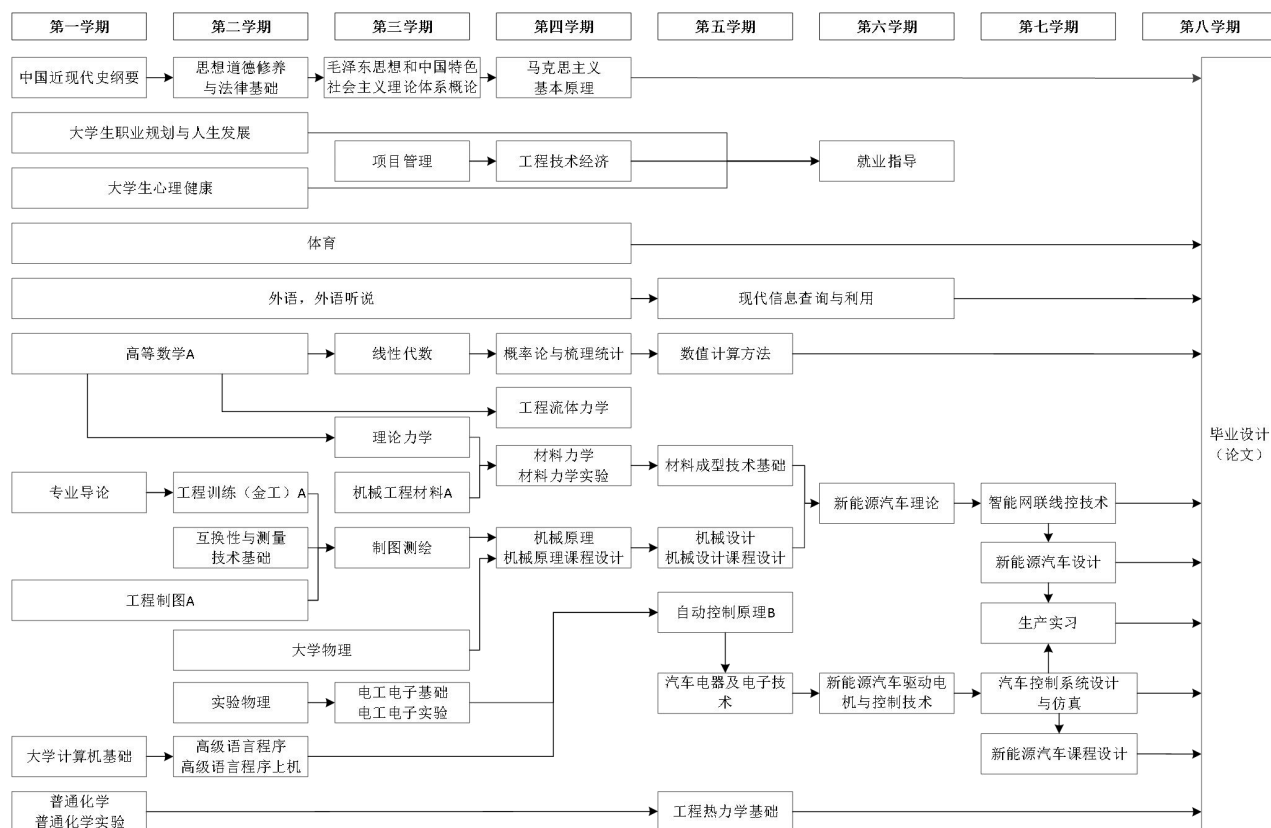 第一学期
第二学期
第三学期
第四学期
第五学期
第六学期
第七学期
第八学期
中国近现代史纲要
思想道德修养
与法律基础
毛泽东思想和中国特色
社会主义理论体系概论
马克思主义
基本原理
大学生职业规划与人生发展
项目管理
工程技术经济
就业指导
大学生心理健康
体育
外语，外语听说
现代信息查询与利用
高等数学A
线性代数
概率论与梳理统计
数值计算方法
工程流体力学
理论力学
材料力学
材料力学实验
材料成型技术基础
专业导论
工程训练（金工）A
机械工程材料A
新能源汽车理论
智能网联线控技术
互换性与测量
技术基础
制图测绘
机械原理
机械原理课程设计
机械设计
机械设计课程设计
新能源汽车设计
工程制图A
自动控制原理B
生产实习
大学物理
实验物理
电工电子基础
电工电子实验
汽车电器及电子技
术
新能源汽车驱动电
机与控制技术
汽车控制系统设计
与仿真
大学计算机基础
高级语言程序
高级语言程序上机
新能源汽车课程设计
普通化学
普通化学实验
工程热力学基础
毕业设计
（论文）